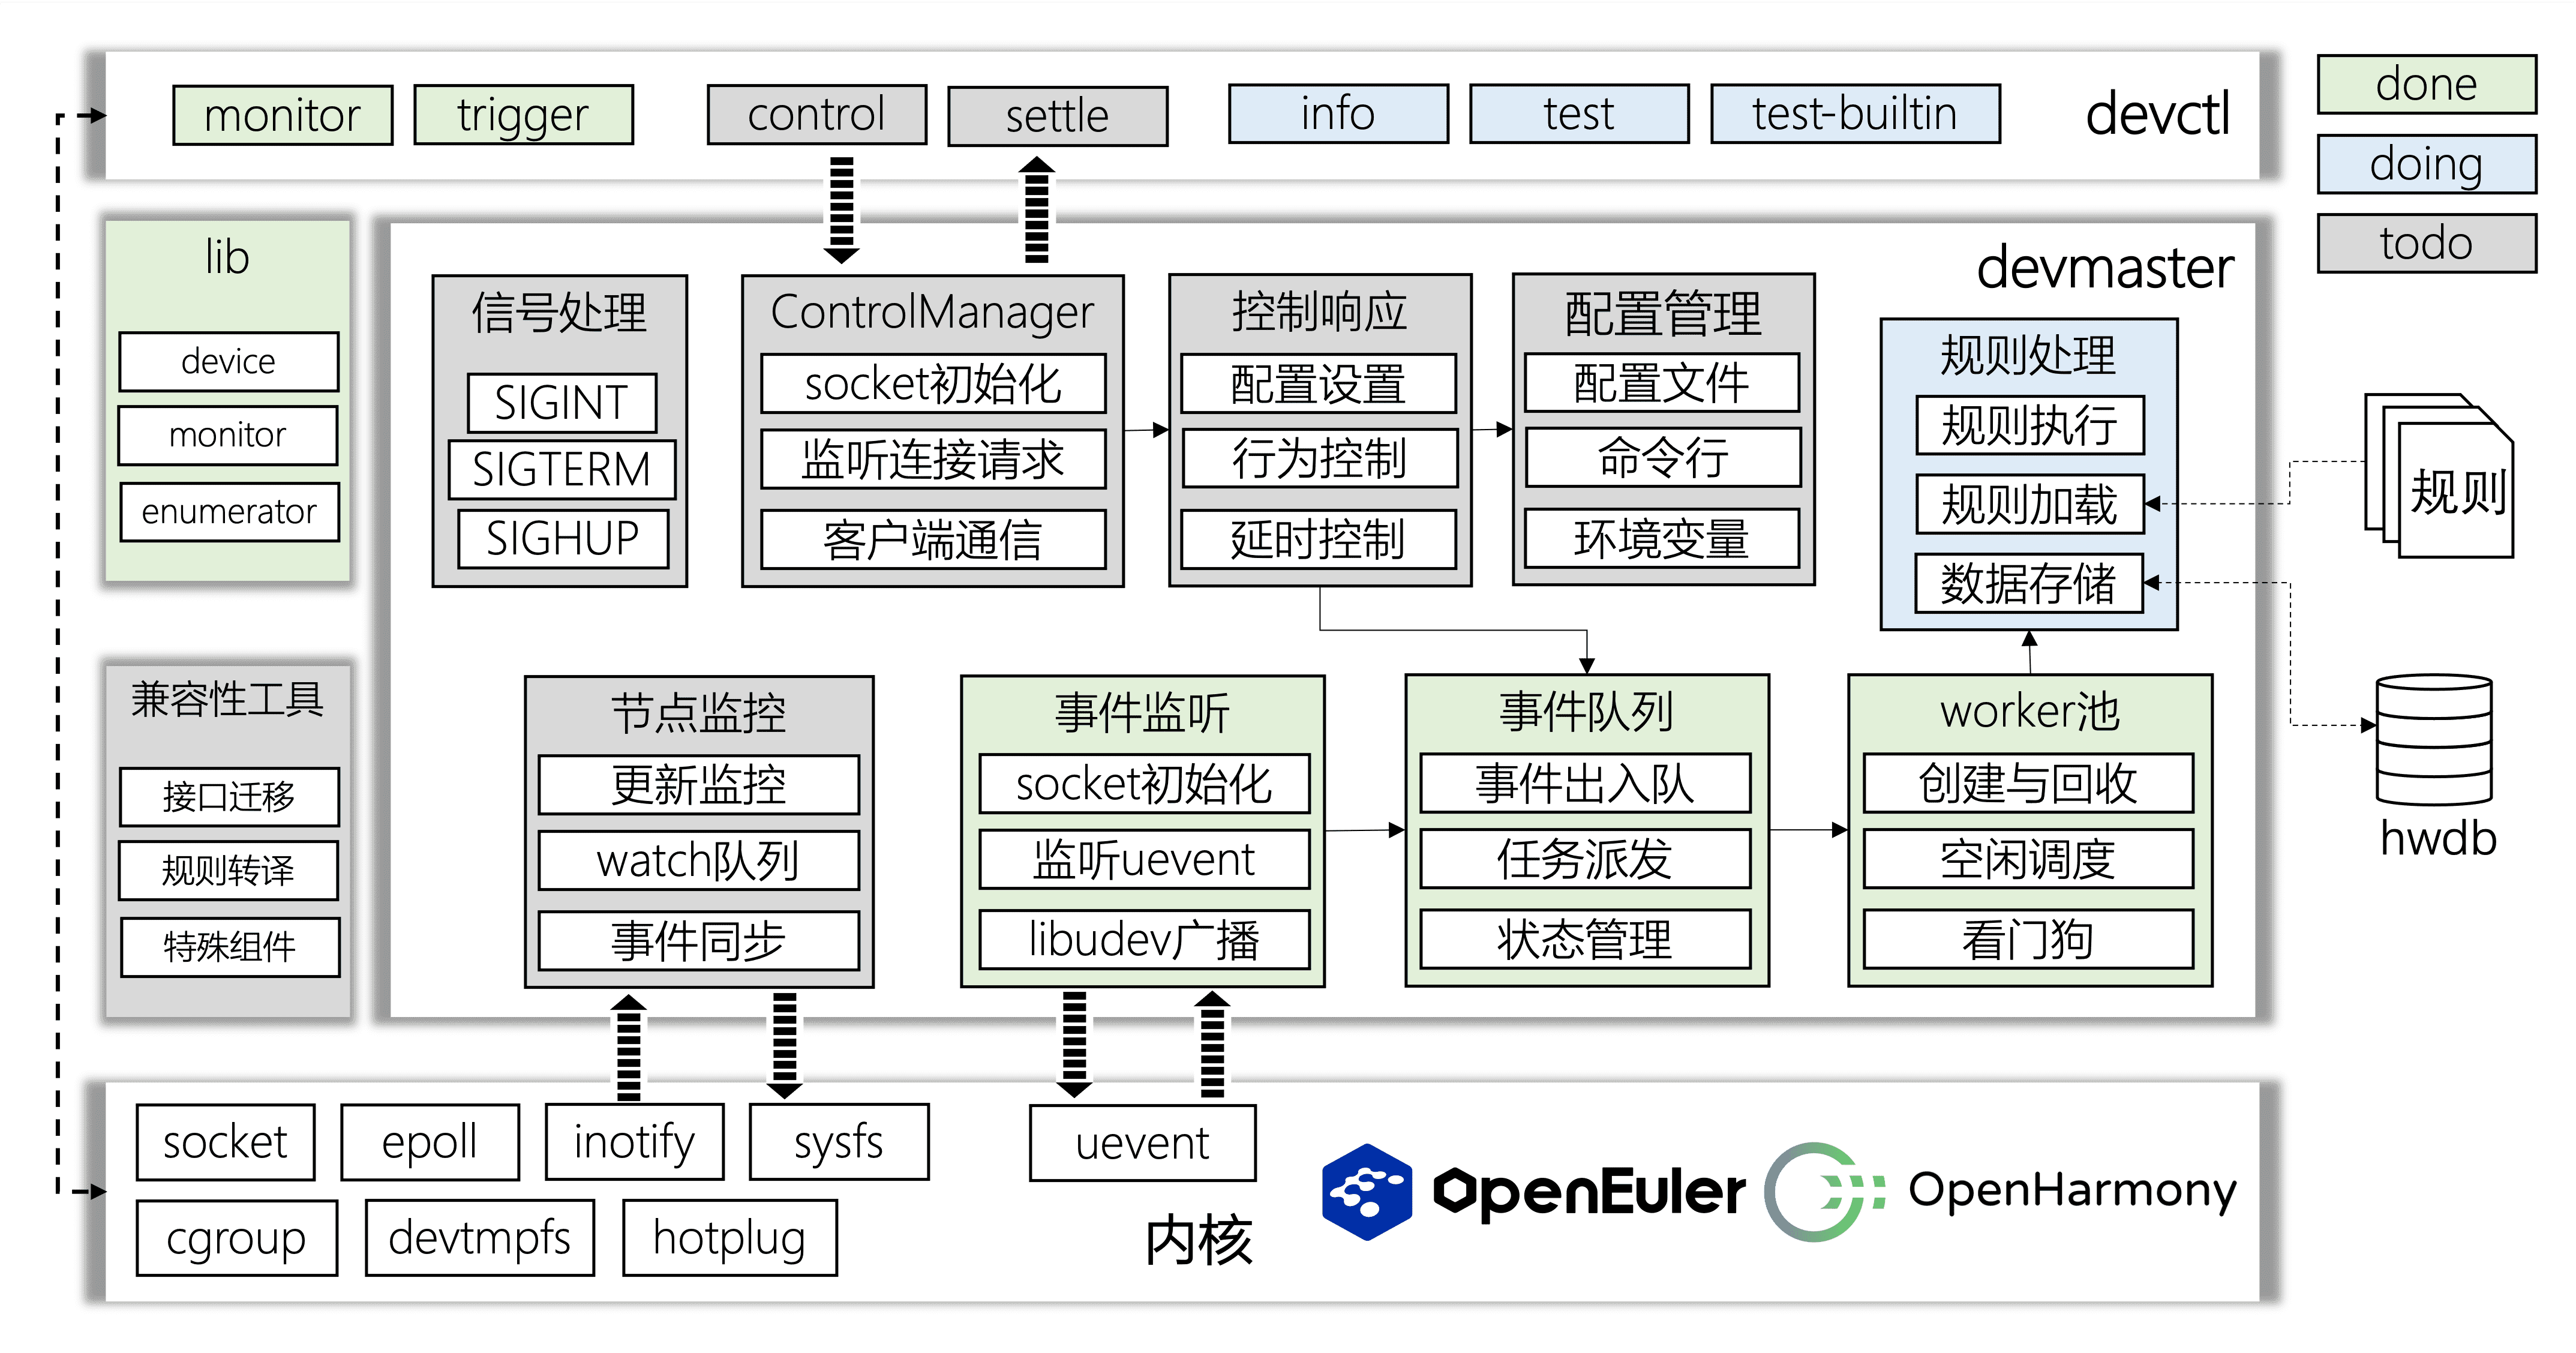 monitor
trigger
control
settle
info
test
test-builtin
devctl
done
doing
todo
lib
device
monitor
enumerator
兼容性工具
接口迁移
规则转译
特殊组件
devmaster
信号处理
SIGINT
SIGTERM
SIGHUP
ControlManager
socket初始化
监听连接请求
客户端通信
控制响应
配置设置
行为控制
延时控制
配置管理
配置文件
命令行
环境变量
规则处理
规则执行
规则加载
数据存储
规则
hwdb
节点监控
更新监控
watch队列
事件同步
事件监听
socket初始化
监听uevent
libudev广播
事件队列
事件出入队
任务派发
状态管理
worker池
创建与回收
空闲调度
看门狗
socket
epoll
inotify
sysfs
uevent
cgroup
devtmpfs
hotplug
内核
OpenEuler
OpenHarmony